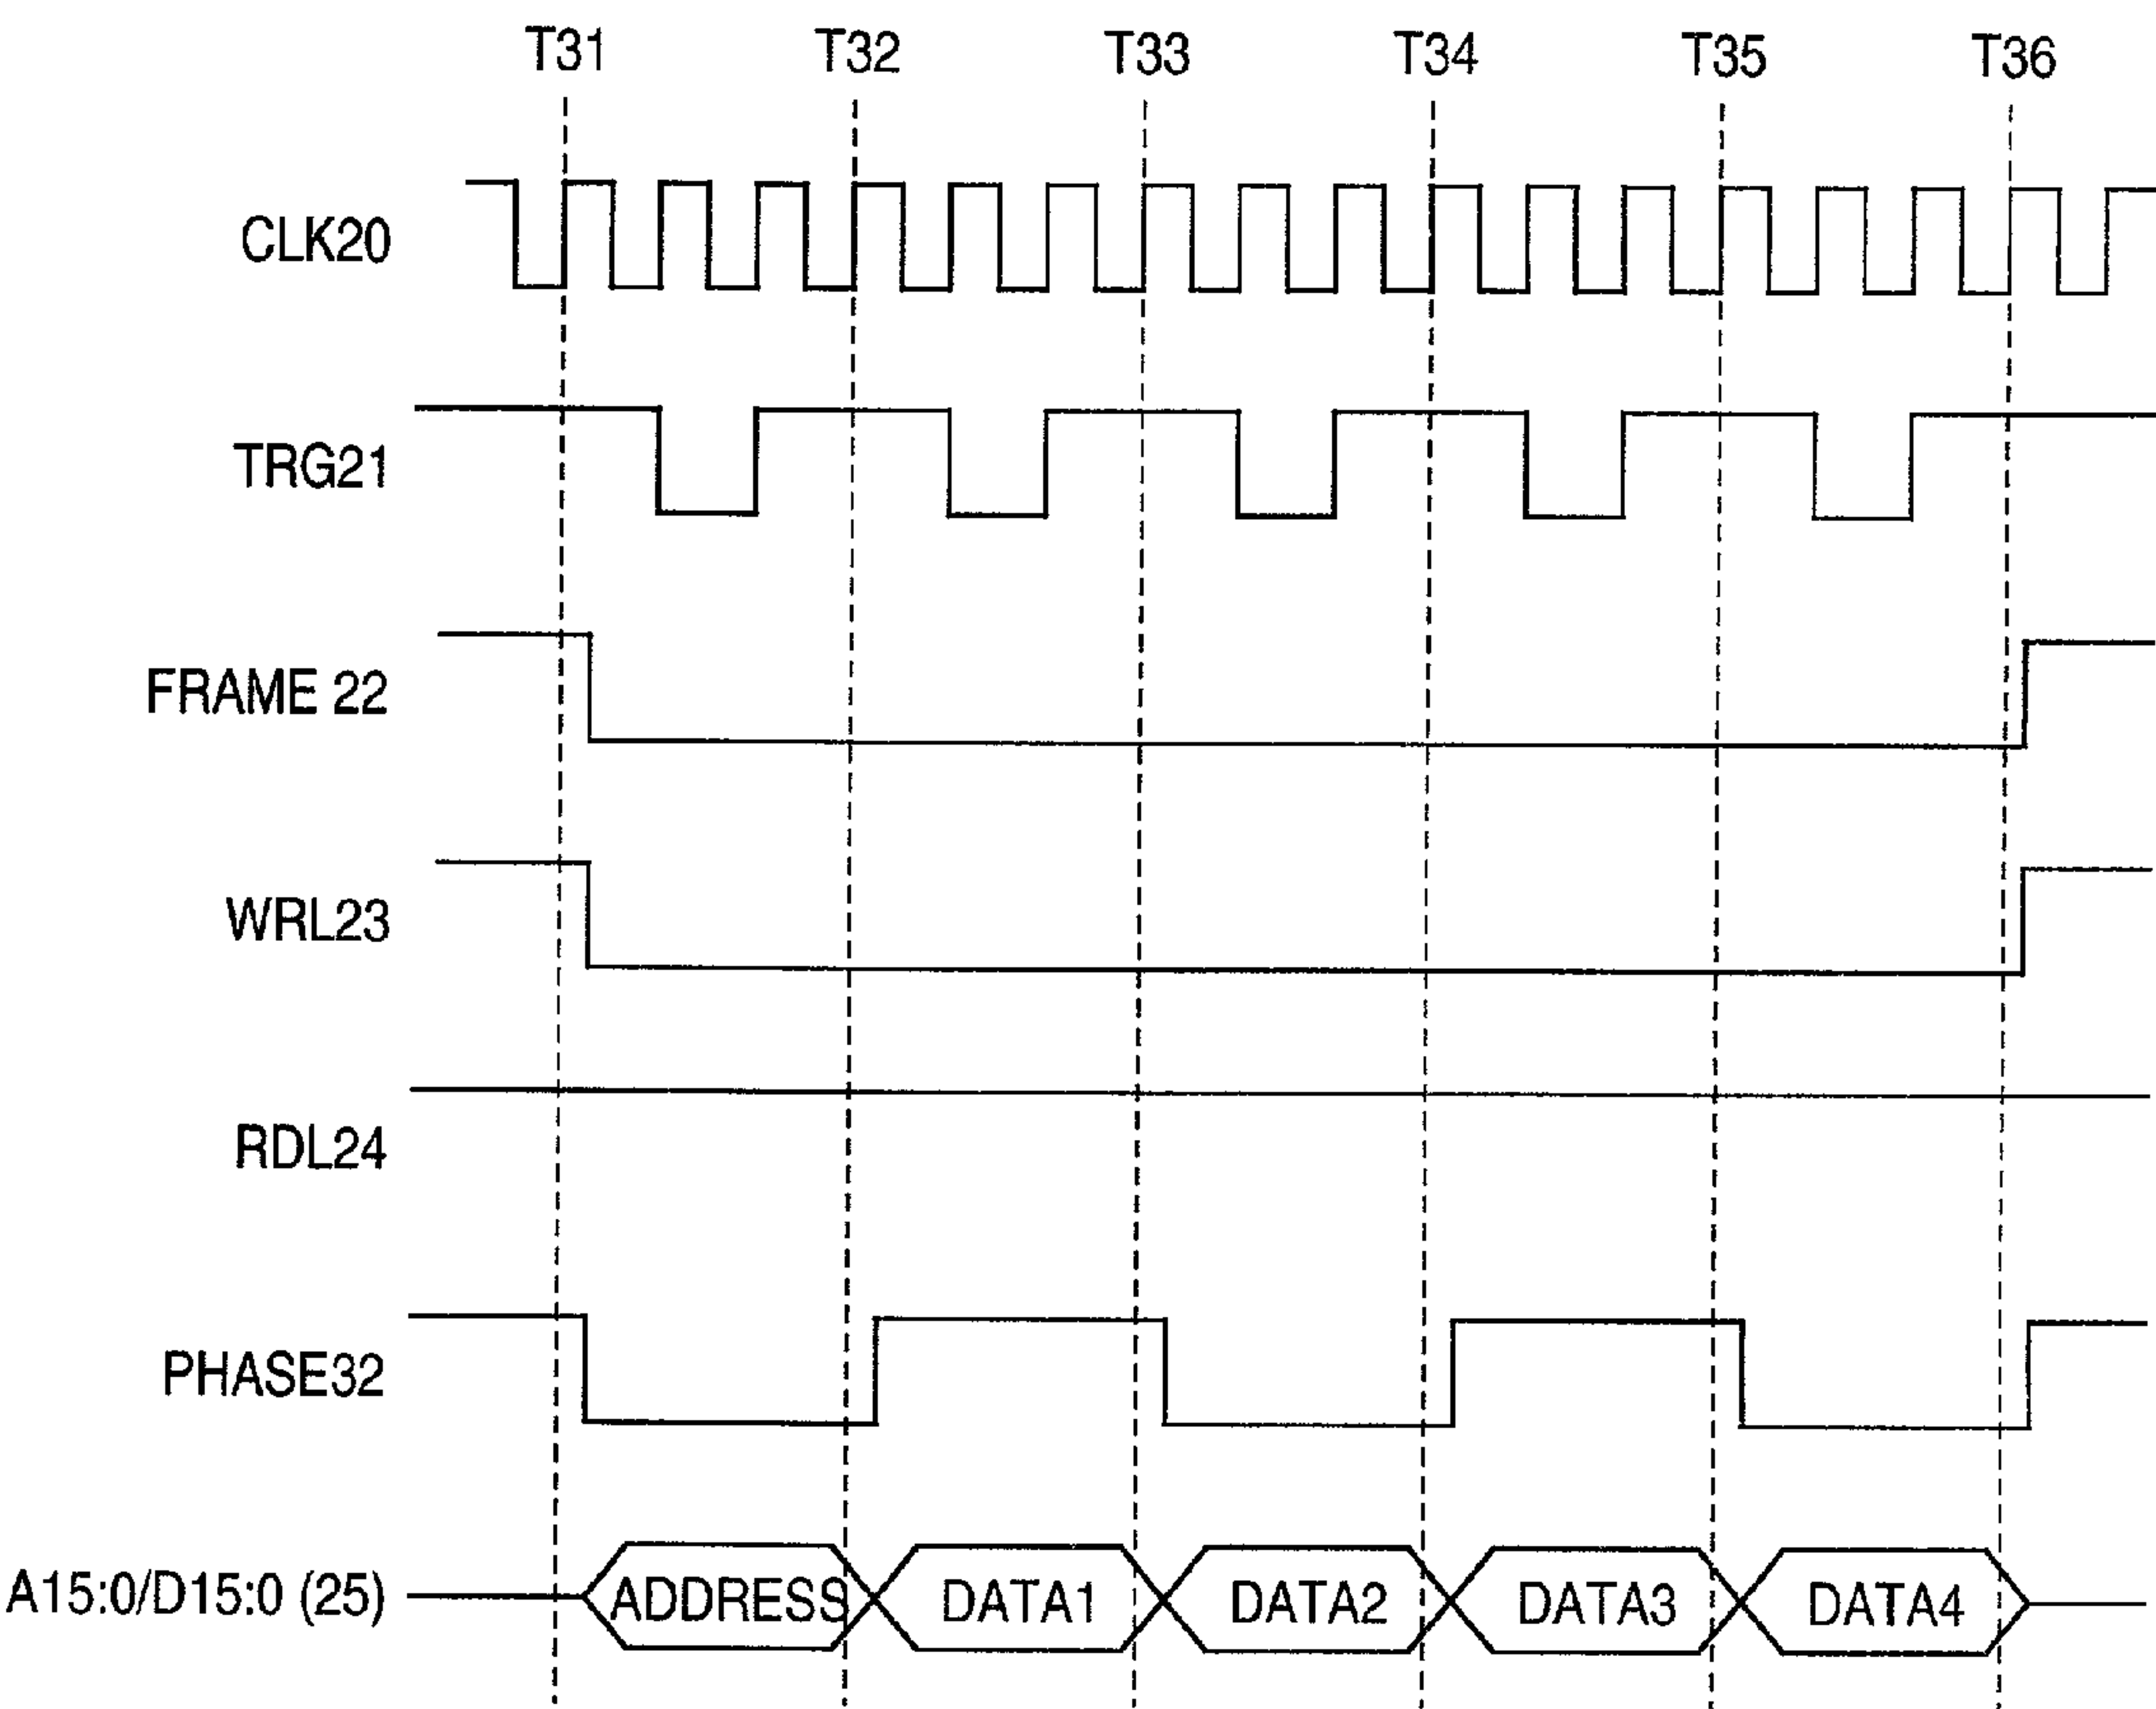 T31 T32 T33 T34 T35 T36
CLK20
TRG21
FRAME 22
WRL23
RDL24
PHASE32
A15:0/D15:0 (25) ADDRESS DATA1 DATA2 DATA3 DATA4